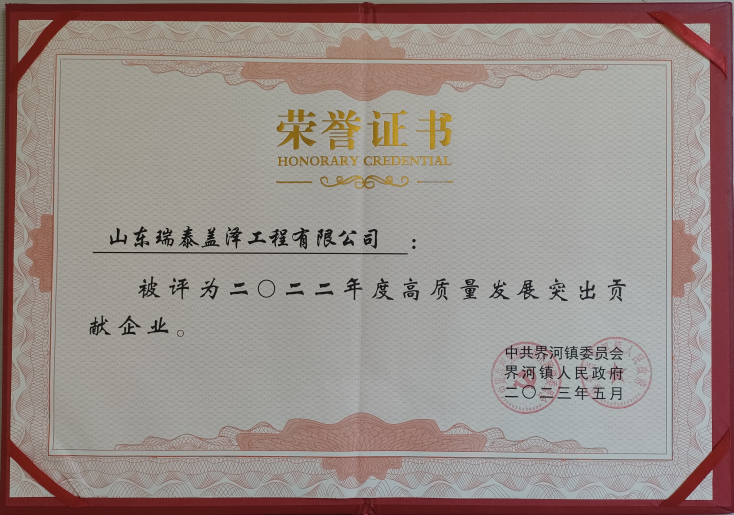 荣誉证书
HONORARY CREDENTIAL
山东瑞泰盖泽工程有限公司：
被评为二〇二二年度高质量发展突出贡
献企业。
中共界河镇委员会
界河镇人民政府
二〇二三年五月